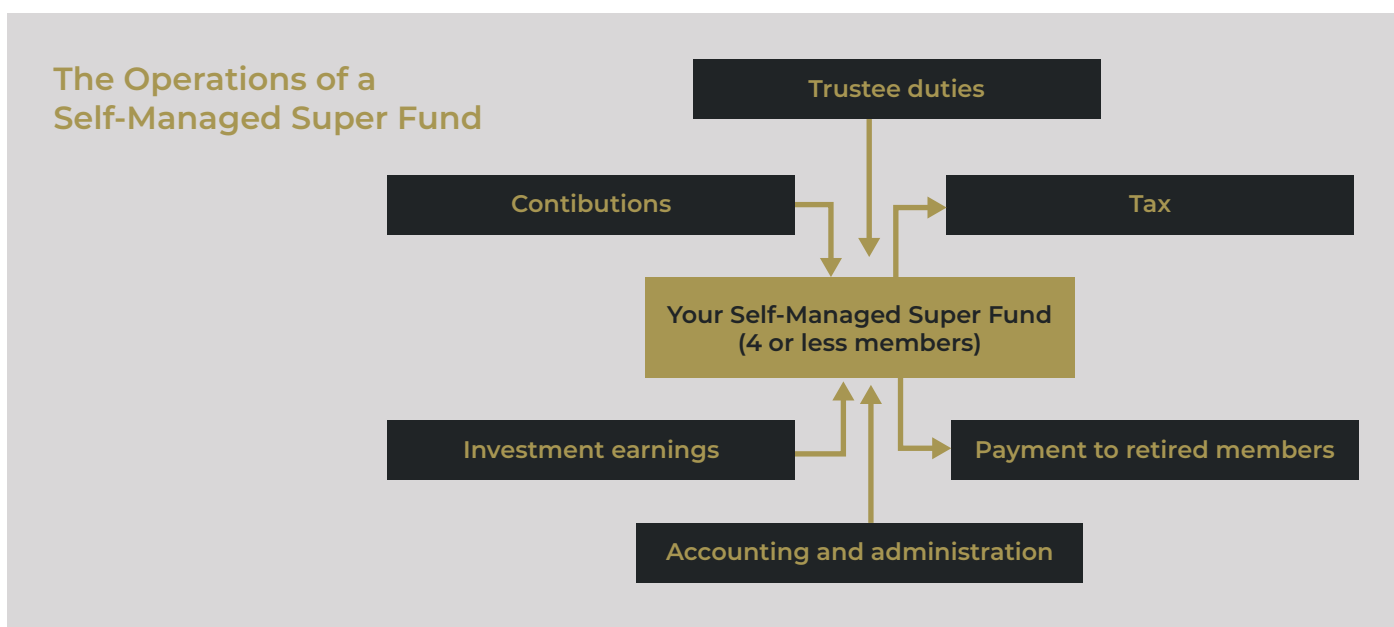 The Operations of a
Self-Managed Super Fund
Trustee duties
Contibutions
Tax
Your Self-Managed Super Fund
(4 or less members)
Investment earnings
Payment to retired members
Accounting and administration